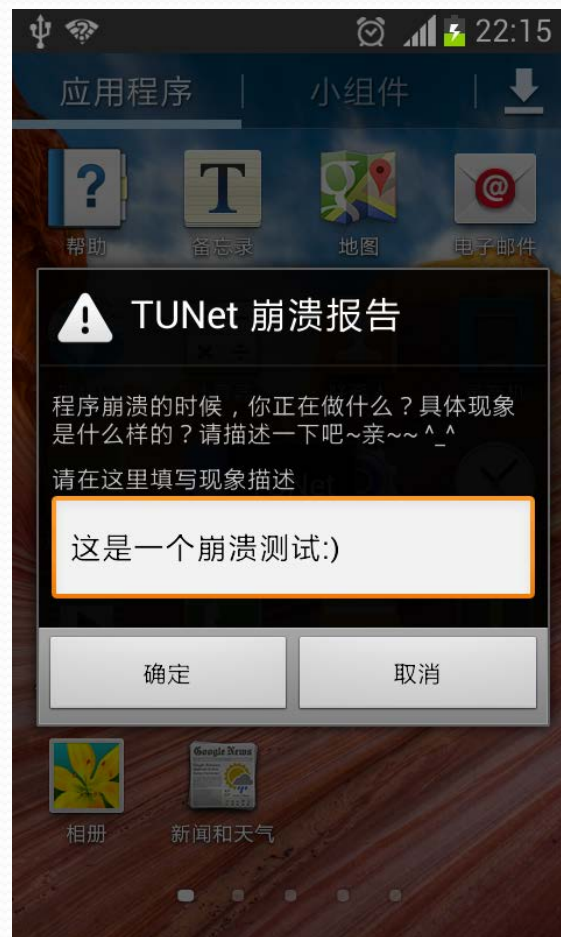 22:15
应用程序
小组件
帮助
备忘录
地图
电子邮件
TUNet 崩溃报告
程序崩溃的时候，你正在做什么？具体现象
是什么样的？请描述一下吧~亲~~ ^_^
请在这里填写现象描述
这是一个崩溃测试:)
确定
取消
Google News
相册
新闻和天气